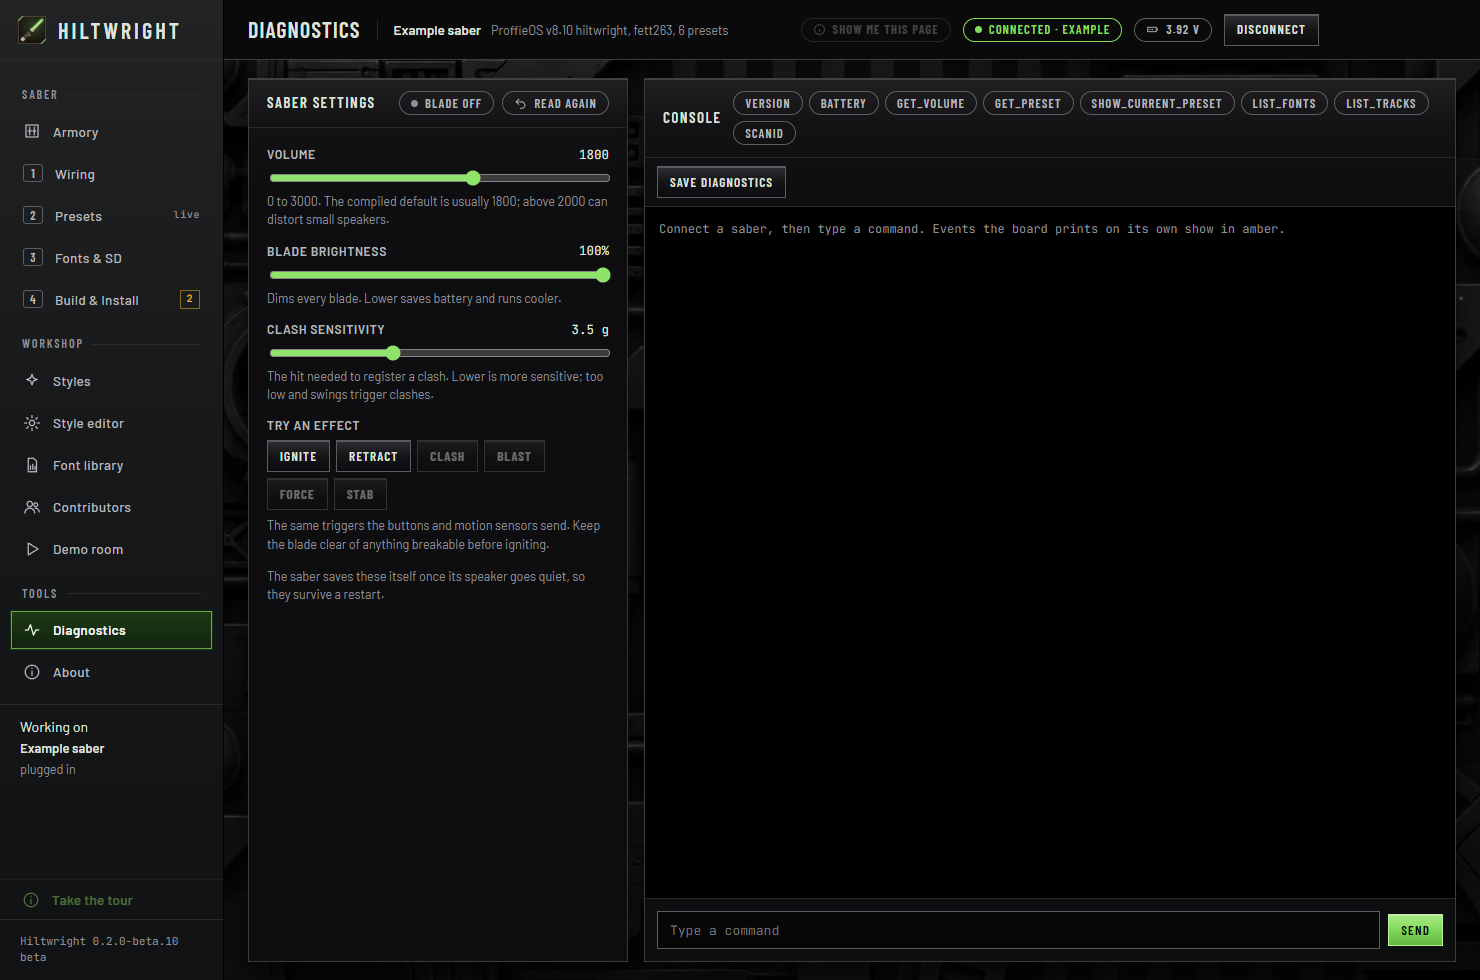 HILTWRIGHT
SABER
Armory
1 Wiring
2 Presets live
3 Fonts & SD
4 Build & Install 2
WORKSHOP
Styles
Style editor
Font library
Contributors
Demo room
TOOLS
Diagnostics
About
Working on
Example saber
plugged in
Take the tour
Hiltwright 0.2.0-beta.10
beta
DIAGNOSTICS Example saber ProffieOS v8.10 hiltwright, fett263, 6 presets SHOW ME THIS PAGE CONNECTED · EXAMPLE 3.92 V DISCONNECT
SABER SETTINGS BLADE OFF READ AGAIN
VOLUME 1800
0 to 3000. The compiled default is usually 1800; above 2000 can
distort small speakers.
BLADE BRIGHTNESS 100%
Dims every blade. Lower saves battery and runs cooler.
CLASH SENSITIVITY 3.5 g
The hit needed to register a clash. Lower is more sensitive; too
low and swings trigger clashes.
TRY AN EFFECT
IGNITE RETRACT CLASH BLAST
FORCE STAB
The same triggers the buttons and motion sensors send. Keep
the blade clear of anything breakable before igniting.
The saber saves these itself once its speaker goes quiet, so
they survive a restart.
CONSOLE VERSION BATTERY GET_VOLUME GET_PRESET SHOW_CURRENT_PRESET LIST_FONTS LIST_TRACKS
SCANID
SAVE DIAGNOSTICS
Connect a saber, then type a command. Events the board prints on its own show in amber.
Type a command SEND